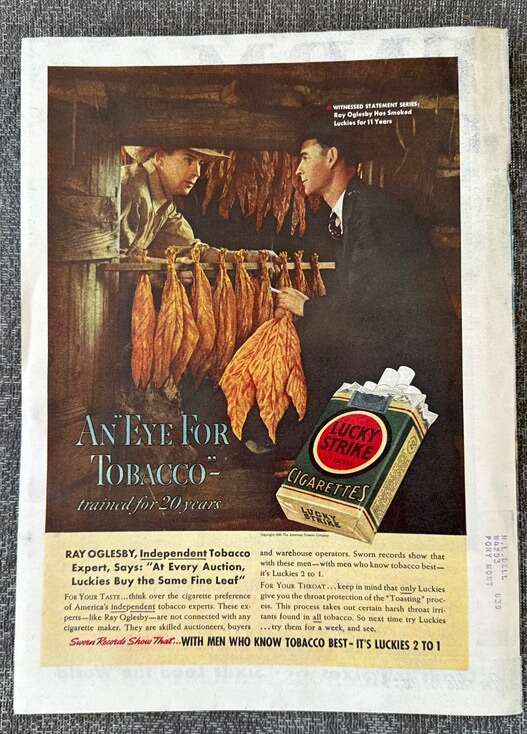 WITNESSED STATEMENT SERIES:
Ray Oglesby Has Smoked
Luckies for 11 Years
AN "EYE FOR
TOBACCO"-
trained for 20 years
LUCKY
STRIKE
CIGARETTES
LUCKY
STRIKE
RAY OGLESBY, Independent Tobacco
Expert, Says: "At Every Auction,
Luckies Buy the Same Fine Leaf"
FOR YOUR TASTE...think over the cigarette preference
of America's independent tobacco experts. These ex-
perts—like Ray Oglesby—are not connected with any
cigarette maker. They are skilled auctioneers, buyers
and warehouse operators. Sworn records show that
with these men—with men who know tobacco best—
it's Luckies 2 to 1.
FOR YOUR THROAT...keep in mind that only Luckies
give you the throat protection of the "Toasting" proc-
ess. This process takes out certain harsh throat irri-
tants found in all tobacco. So next time try Luckies
...try them for a week, and see.
Sworn Records Show That...WITH MEN WHO KNOW TOBACCO BEST-IT'S LUCKIES 2 TO 1
PONY MONT